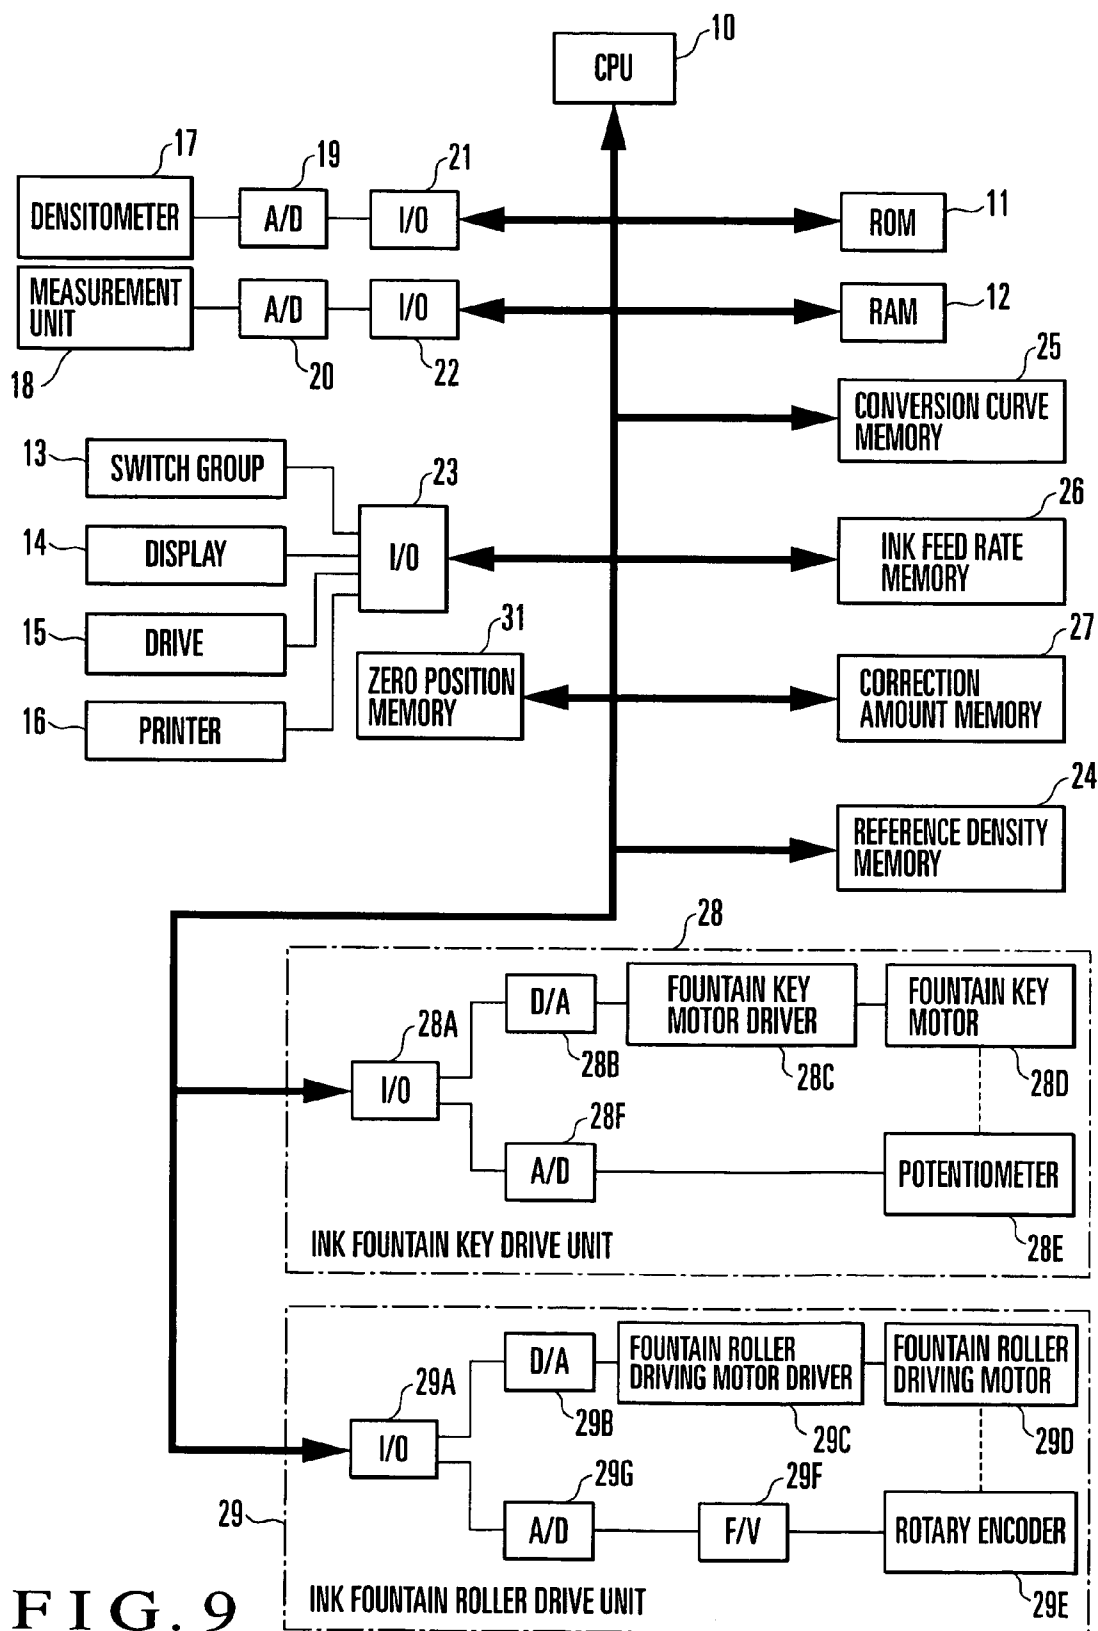 10
CPU
17
19
21
DENSITOMETER
A/D
I/O
ROM
11
MEASUREMENT
UNIT
A/D
I/O
RAM
12
18
20
22
25
CONVERSION CURVE
MEMORY
13
SWITCH GROUP
23
14
DISPLAY
I/O
26
INK FEED RATE
MEMORY
15
DRIVE
31
ZERO POSITION
MEMORY
27
CORRECTION
AMOUNT MEMORY
16
PRINTER
24
REFERENCE DENSITY
MEMORY
28
28A
I/O
D/A
28B
FOUNTAIN KEY
MOTOR DRIVER
28C
FOUNTAIN KEY
MOTOR
28D
28F
A/D
POTENTIOMETER
28E
INK FOUNTAIN KEY DRIVE UNIT
29A
I/O
D/A
29B
FOUNTAIN ROLLER
DRIVING MOTOR DRIVER
29C
FOUNTAIN ROLLER
DRIVING MOTOR
29D
29G
A/D
29F
F/V
ROTARY ENCODER
29E
29
INK FOUNTAIN ROLLER DRIVE UNIT
FIG. 9